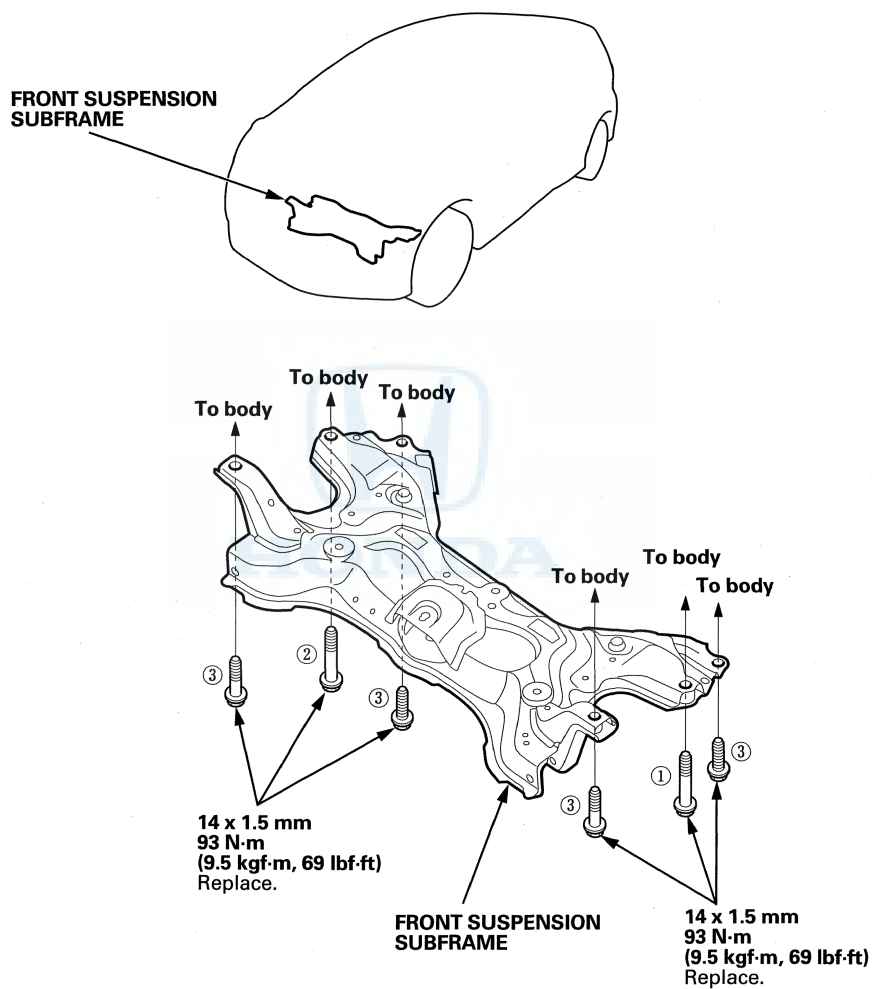 FRONT SUSPENSION
SUBFRAME
To body
To body
To body
HONDA
To body
To body
To body
③
②
③
③
①
③
14 x 1.5 mm
93 N·m
(9.5 kgf·m, 69 lbf·ft)
Replace.
FRONT SUSPENSION
SUBFRAME
14 x 1.5 mm
93 N·m
(9.5 kgf·m, 69 lbf·ft)
Replace.